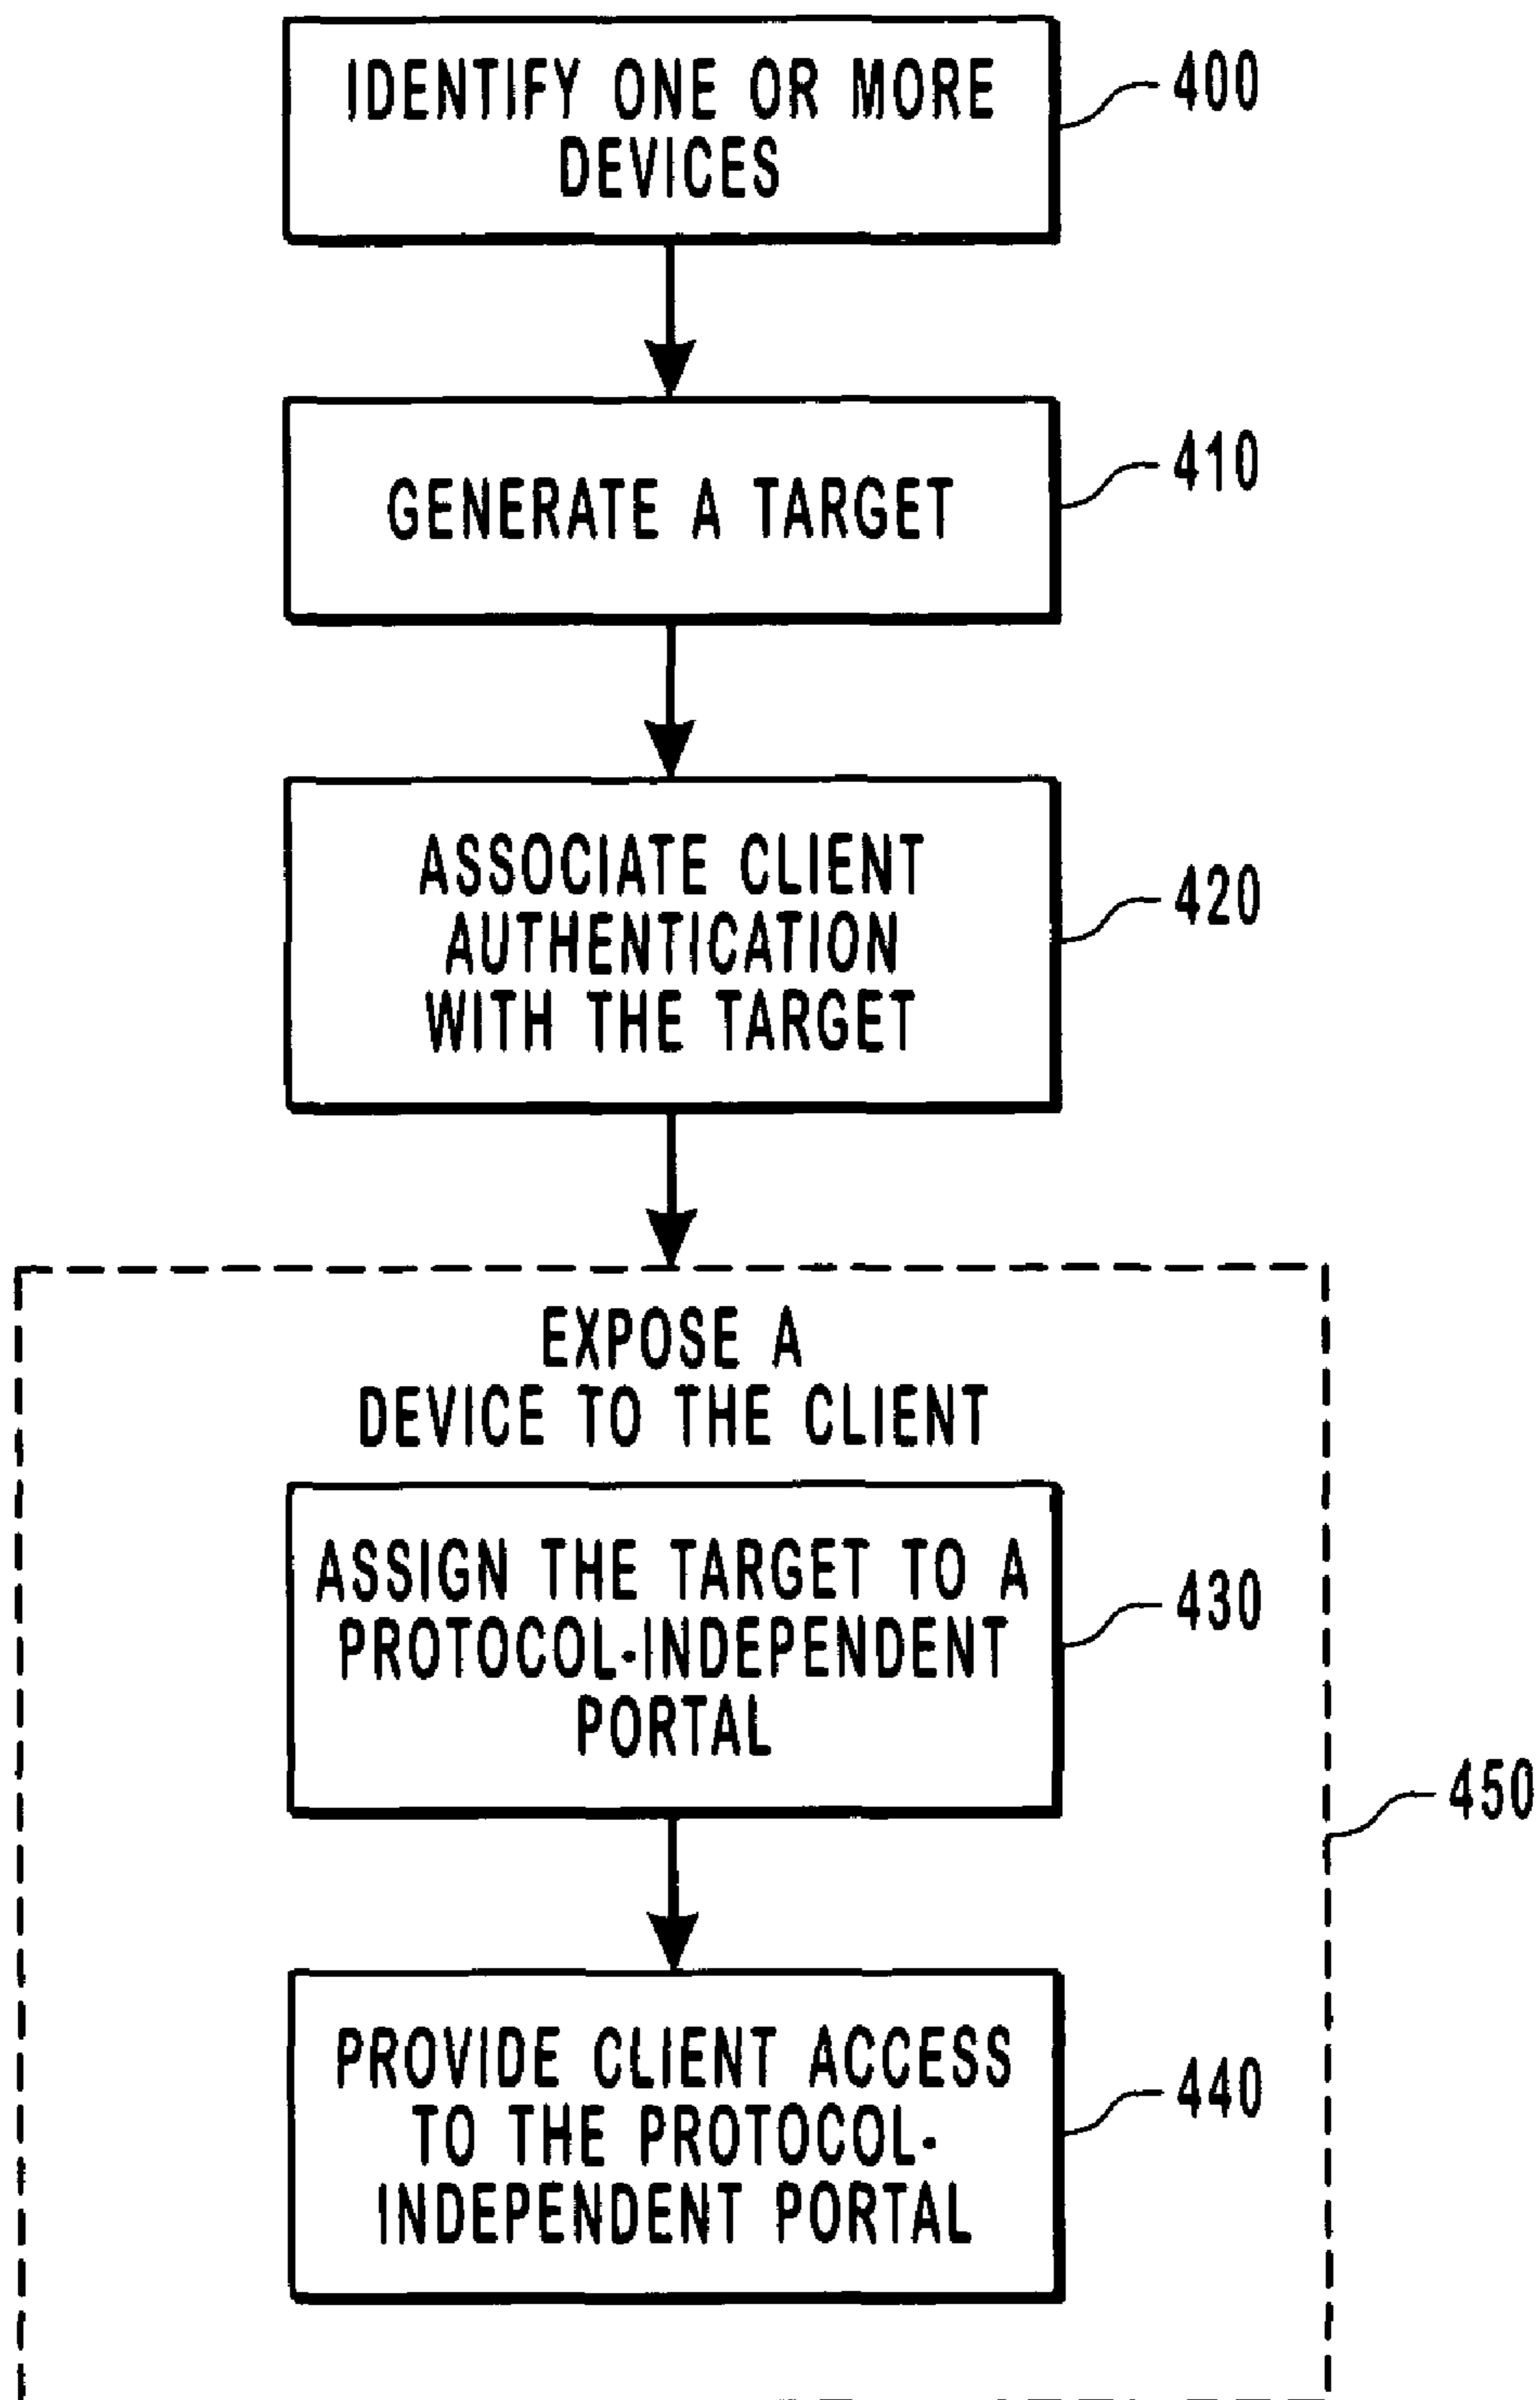 IDENTIFY ONE OR MORE
DEVICES
400
GENERATE A TARGET
410
ASSOCIATE CLIENT
AUTHENTICATION
WITH THE TARGET
420
EXPOSE A
DEVICE TO THE CLIENT
ASSIGN THE TARGET TO A
PROTOCOL-INDEPENDENT
PORTAL
430
450
PROVIDE CLIENT ACCESS
TO THE PROTOCOL-
INDEPENDENT PORTAL
440